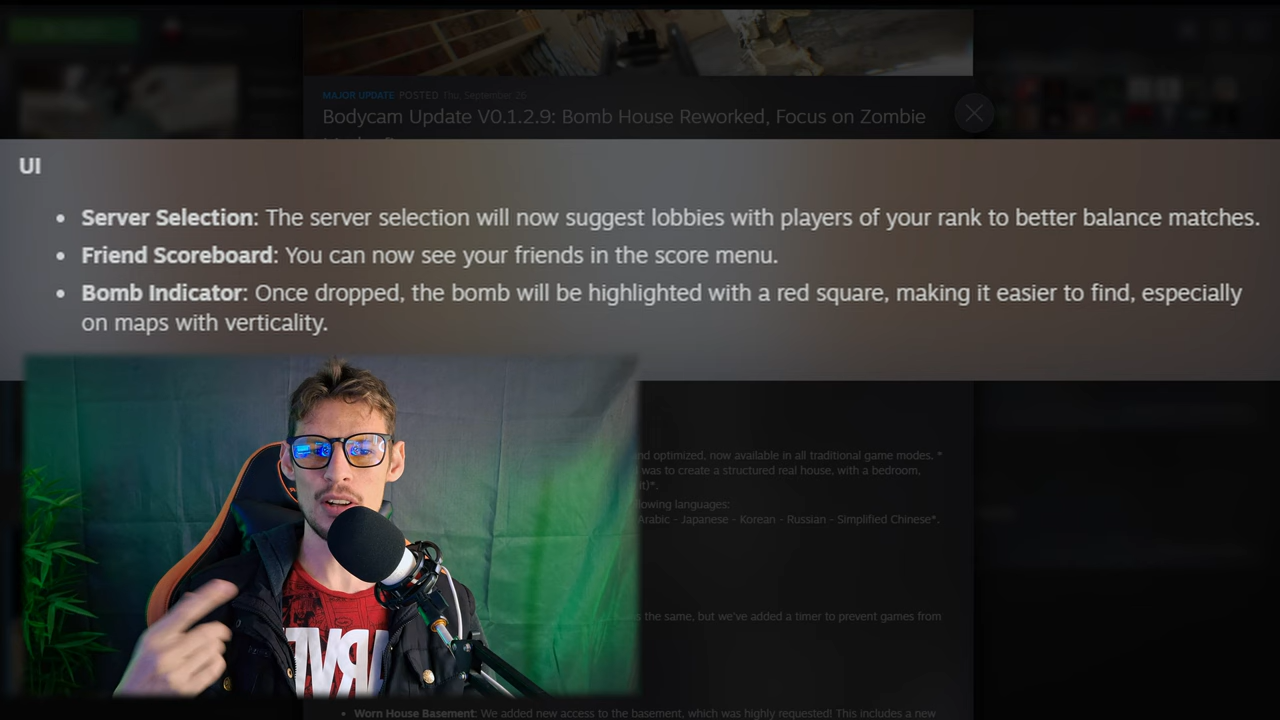 MAJOR UPDATE POSTED Thu, September 26
Bodycam Update V0.1.2.9: Bomb House Reworked, Focus on Zombie
UI
• Server Selection: The server selection will now suggest lobbies with players of your rank to better balance matches.
• Friend Scoreboard: You can now see your friends in the score menu.
• Bomb Indicator: Once dropped, the bomb will be highlighted with a red square, making it easier to find, especially
on maps with verticality.
nd optimized, now available in all traditional game modes. *
was to create a structured real house, with a bedroom,
it)*.
lowing languages:
Arabic - Japanese - Korean - Russian - Simplified Chinese*.
the same, but we've added a timer to prevent games from
• Worn House Basement: We added new access to the basement, which was highly requested! This includes a new